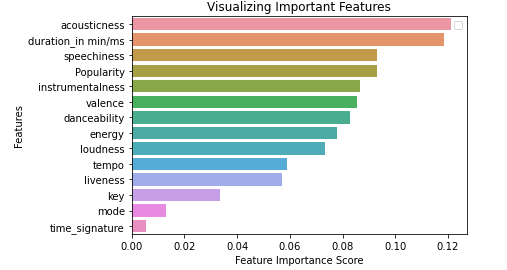 Visualizing Important Features
acousticness
duration_in min/ms
speechiness
Popularity
instrumentalness
valence
danceability
energy
loudness
tempo
liveness
key
mode
time_signature
Features
0.00 0.02 0.04 0.06 0.08 0.10 0.12
Feature Importance Score